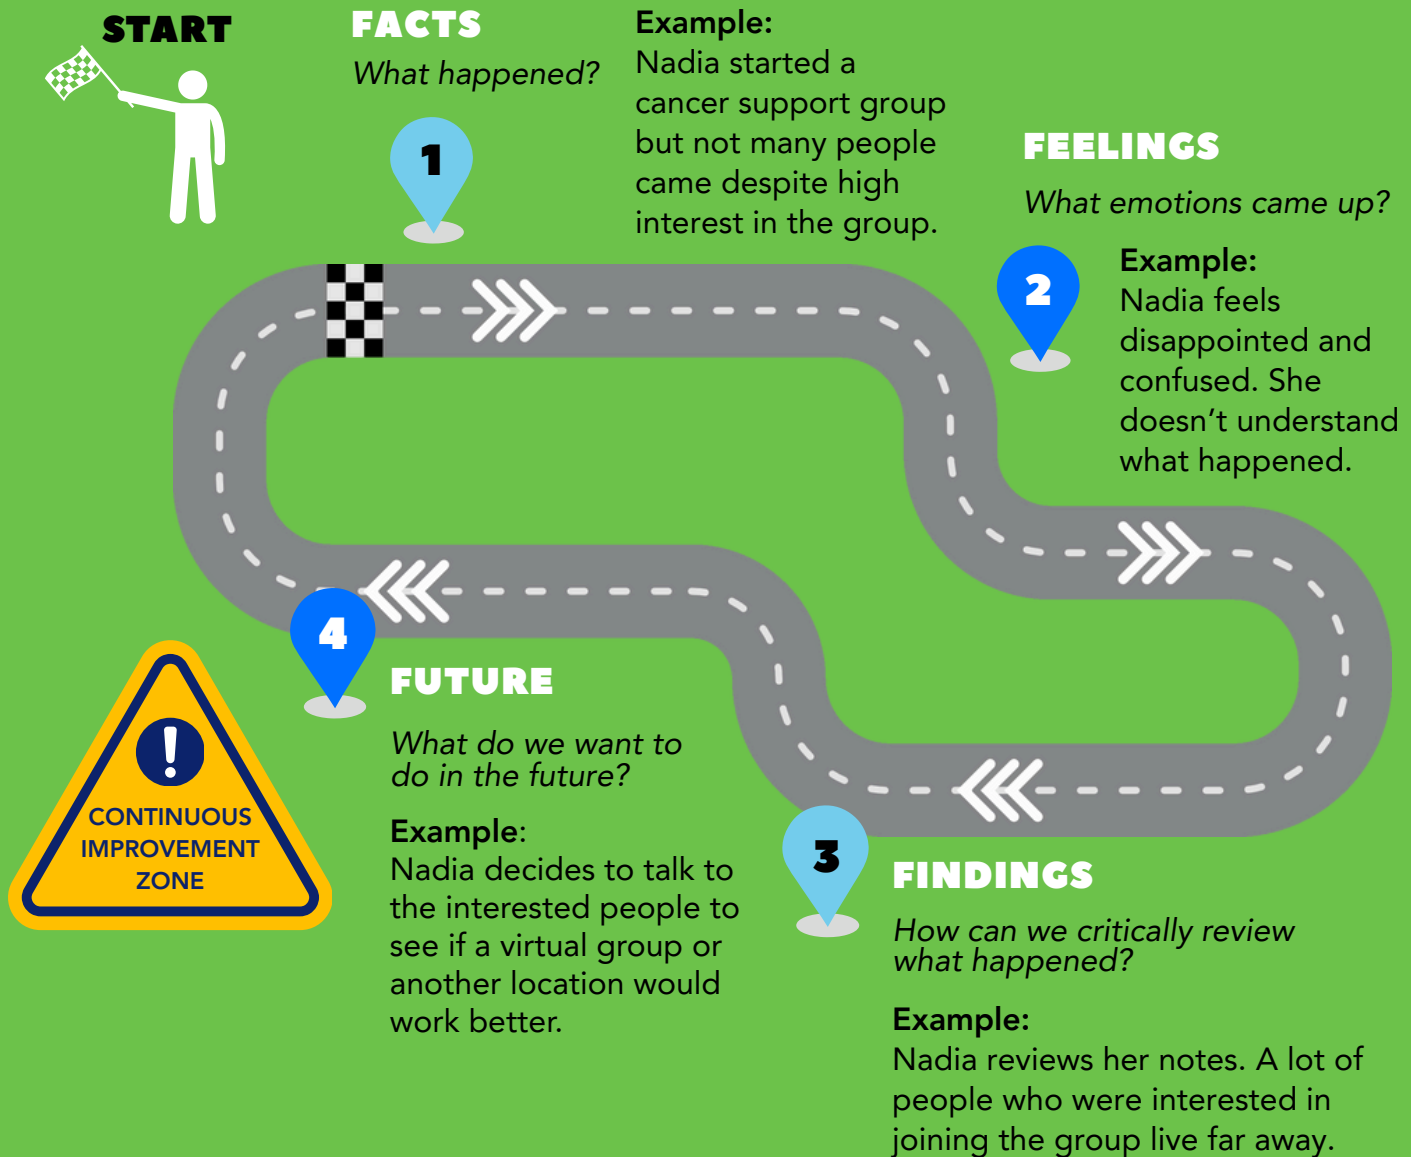 START
FACTS
What happened?
1
Example:
Nadia started a
cancer support group
but not many people
came despite high
interest in the group.
FEELINGS
What emotions came up?
2
Example:
Nadia feels
disappointed and
confused. She
doesn’t understand
what happened.
3
FINDINGS
How can we critically review
what happened?
Example:
Nadia reviews her notes. A lot of
people who were interested in
joining the group live far away.
4
FUTURE
What do we want to
do in the future?
Example:
Nadia decides to talk to
the interested people to
see if a virtual group or
another location would
work better.
!
CONTINUOUS
IMPROVEMENT
ZONE